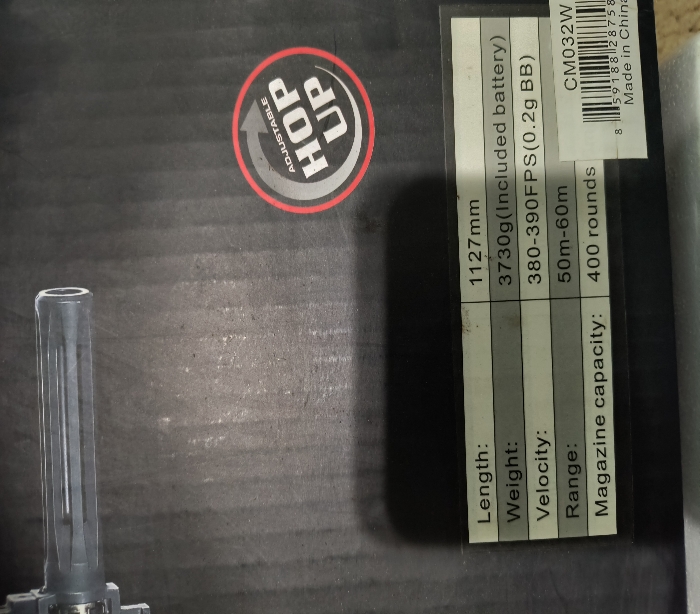 ADJUSTABLE
HOP
UP
Length: 1127mm
Weight: 3730g(Included battery)
Velocity: 380-390FPS(0.2g BB)
Range: 50m-60m
Magazine capacity: 400 rounds
CM032W
Made in China